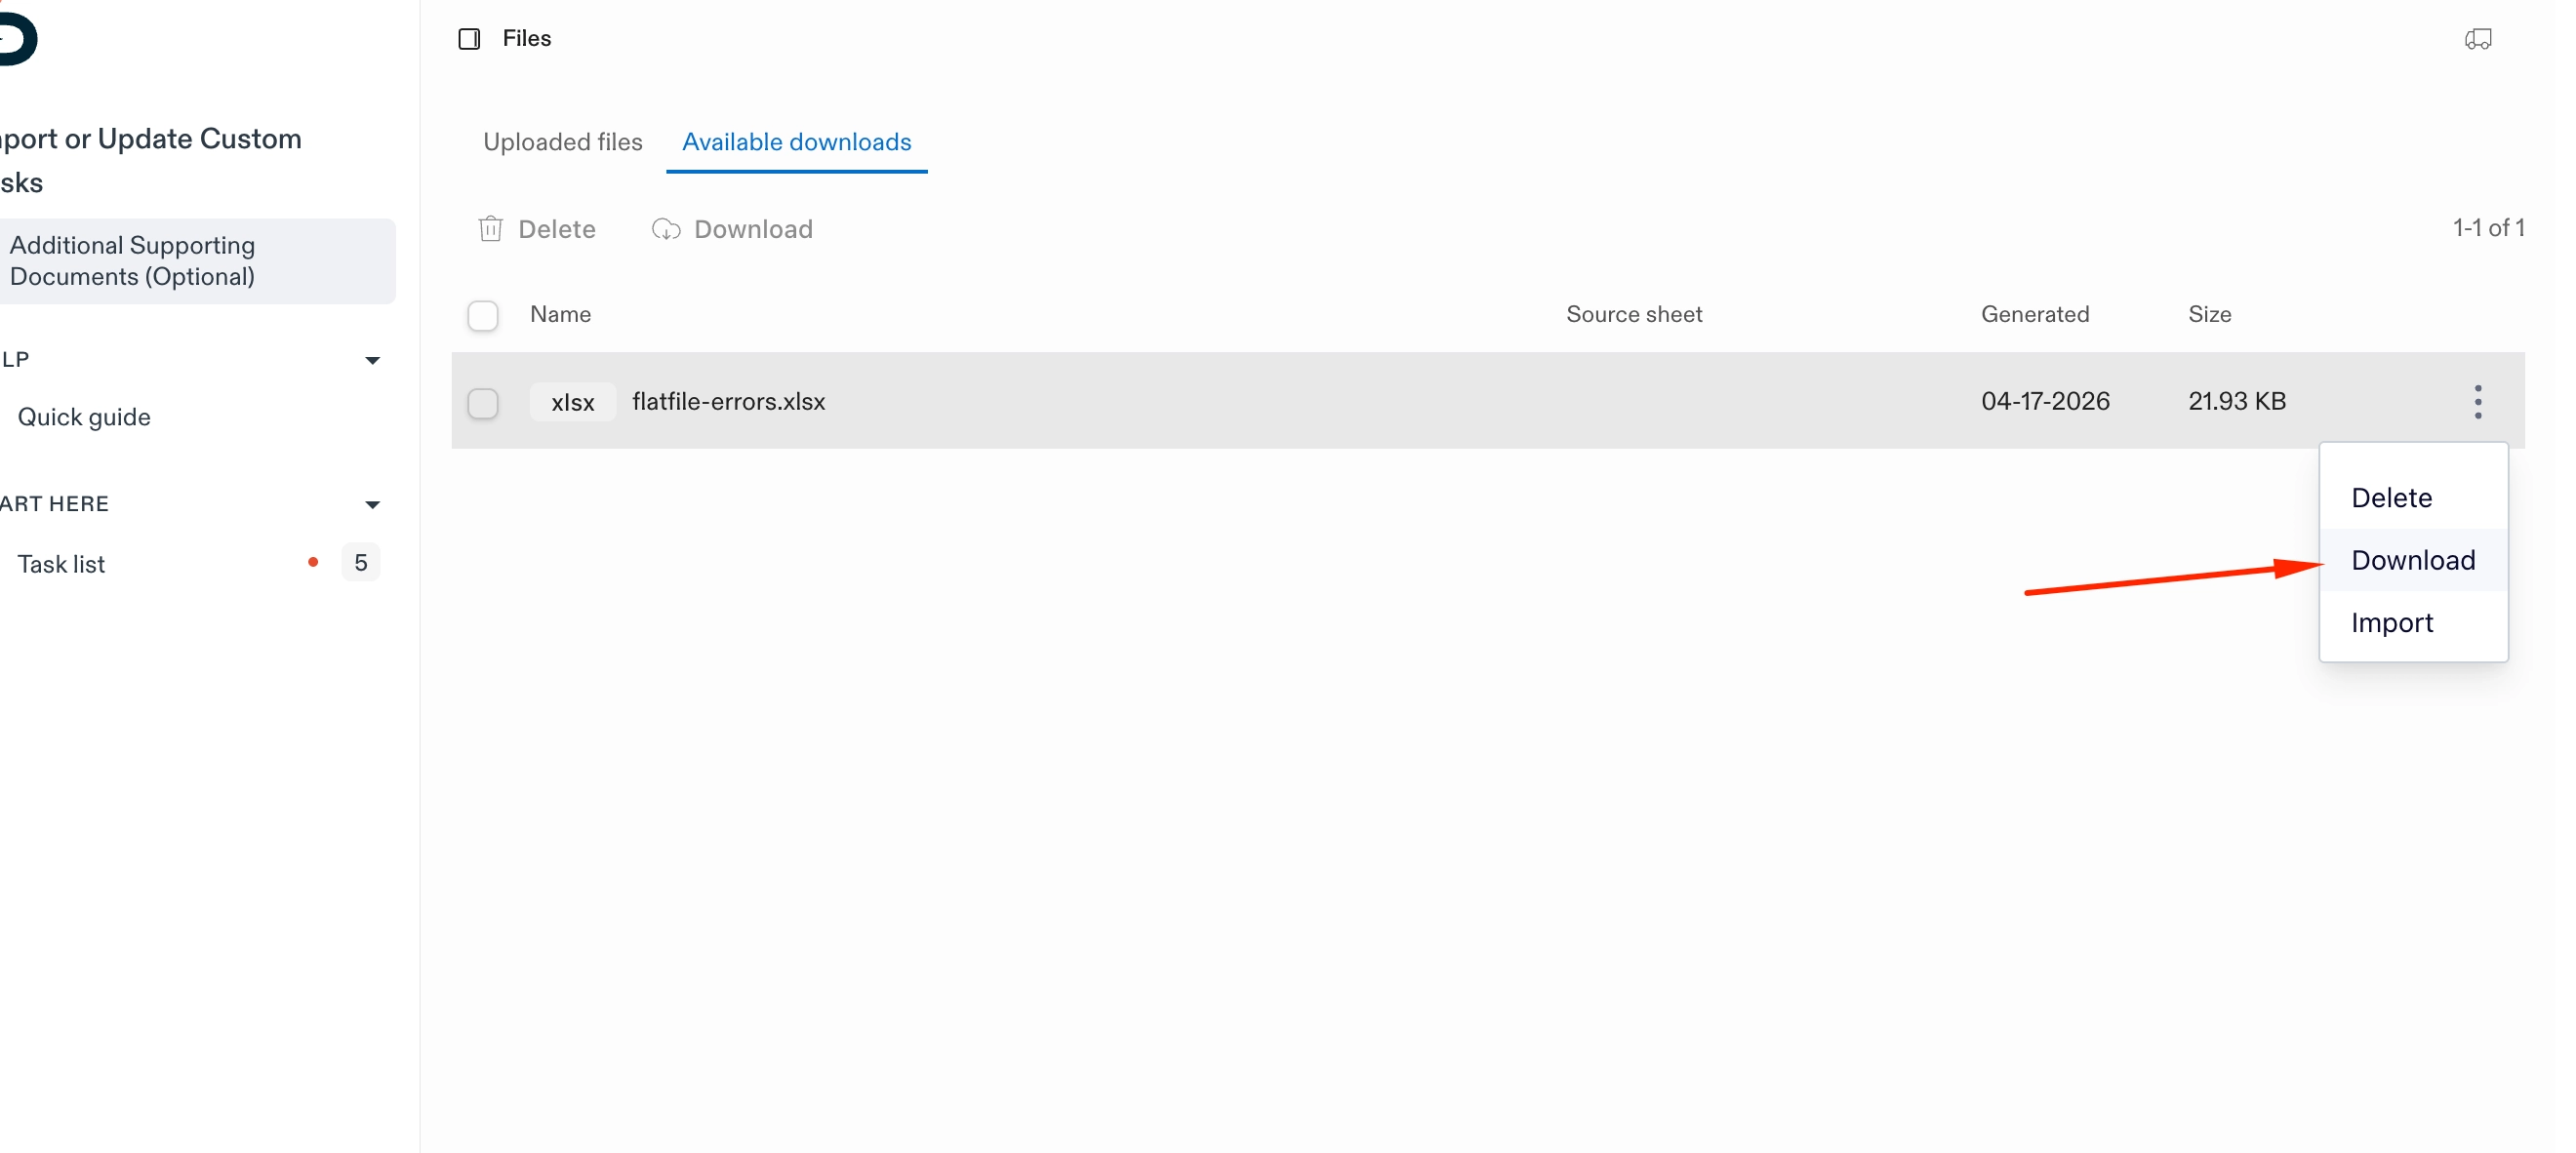 Files
port or Update Custom
sks
Additional Supporting
Documents (Optional)
LP
Quick guide
ART HERE
Task list
5
Uploaded files
Available downloads
Delete
Download
1-1 of 1
Name
Source sheet
Generated
Size
xlsx
flatfile-errors.xlsx
04-17-2026
21.93 KB
Delete
Download
Import